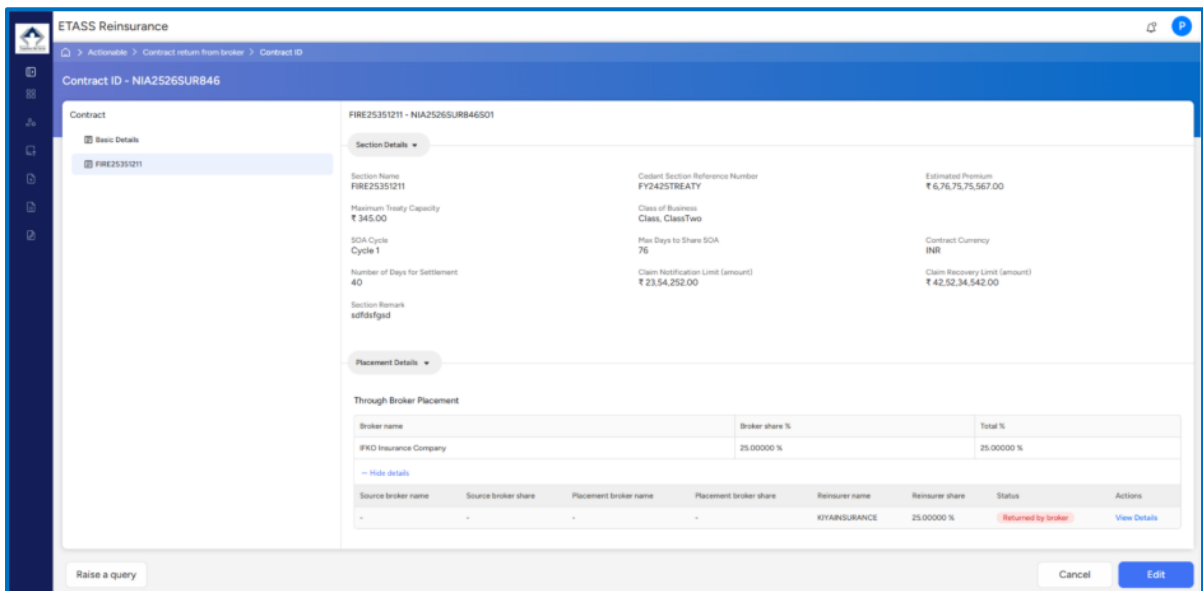 ETASS Reinsurance
P
> Actionable > Contract return from broker > Contract ID
Contract ID - NIA2526SUR846
Contract
Basic Details
FIRE25351211
FIRE25351211 - NIA2526SUR846S01
Section Details
Section Name Cedant Section Reference Number Estimated Premium
FIRE25351211 FY2425TREATY ₹ 6,76,75,75,567.00
Maximum Treaty Capacity Class of Business
₹ 345.00 Class, ClassTwo
SOA Cycle Max Days to Share SOA Contract Currency
Cycle 1 76 INR
Number of Days for Settlement Claim Notification Limit (amount) Claim Recovery Limit (amount)
40 ₹ 23,54,252.00 ₹ 42,52,34,542.00
Section Remark
sdfdsfgsd
Placement Details
Through Broker Placement
Broker name Broker share % Total %
IFKO Insurance Company 25.00000 % 25.00000 %
— Hide details
Source broker name Source broker share Placement broker name Placement broker share Reinsurer name Reinsurer share Status Actions
- - - - KIYAINSURANCE 25.00000 % Returned by broker View Details
Raise a query Cancel Edit